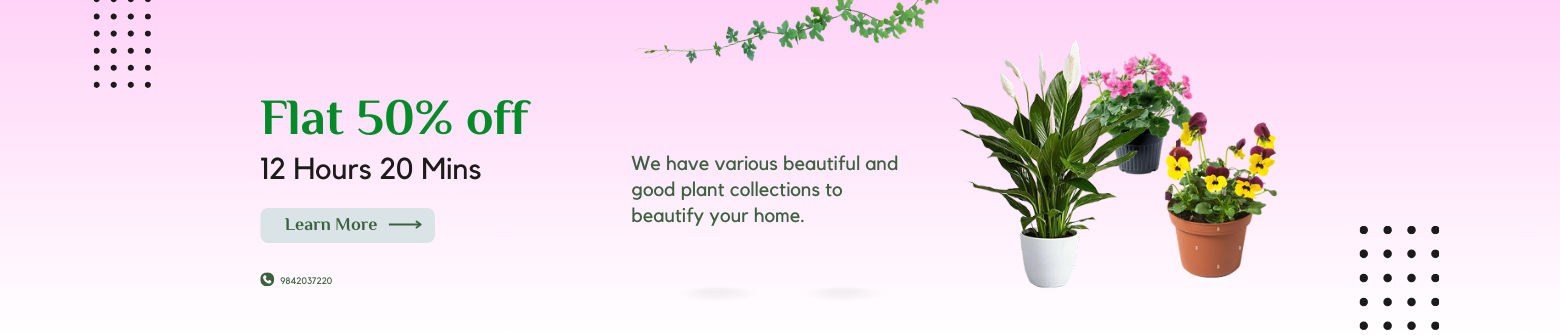 Flat 50% off
12 Hours 20 Mins
Learn More
9842037220
We have various beautiful and
good plant collections to
beautify your home.